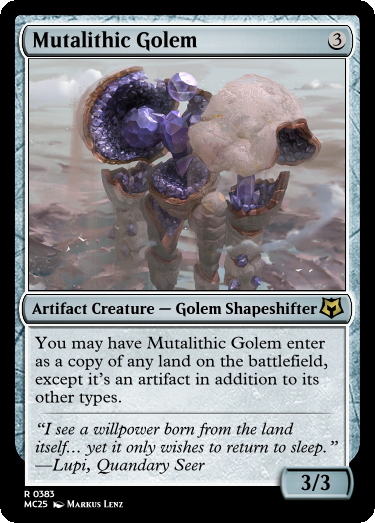 Mutalithic Golem 3
Artifact Creature — Golem Shapeshifter
You may have Mutalithic Golem enter
as a copy of any land on the battlefield,
except it's an artifact in addition to its
other types.
“I see a willpower born from the land
itself… yet it only wishes to return to sleep.”
—Lupi, Quandary Seer
3/3
R 0383
MC25 Markus Lenz